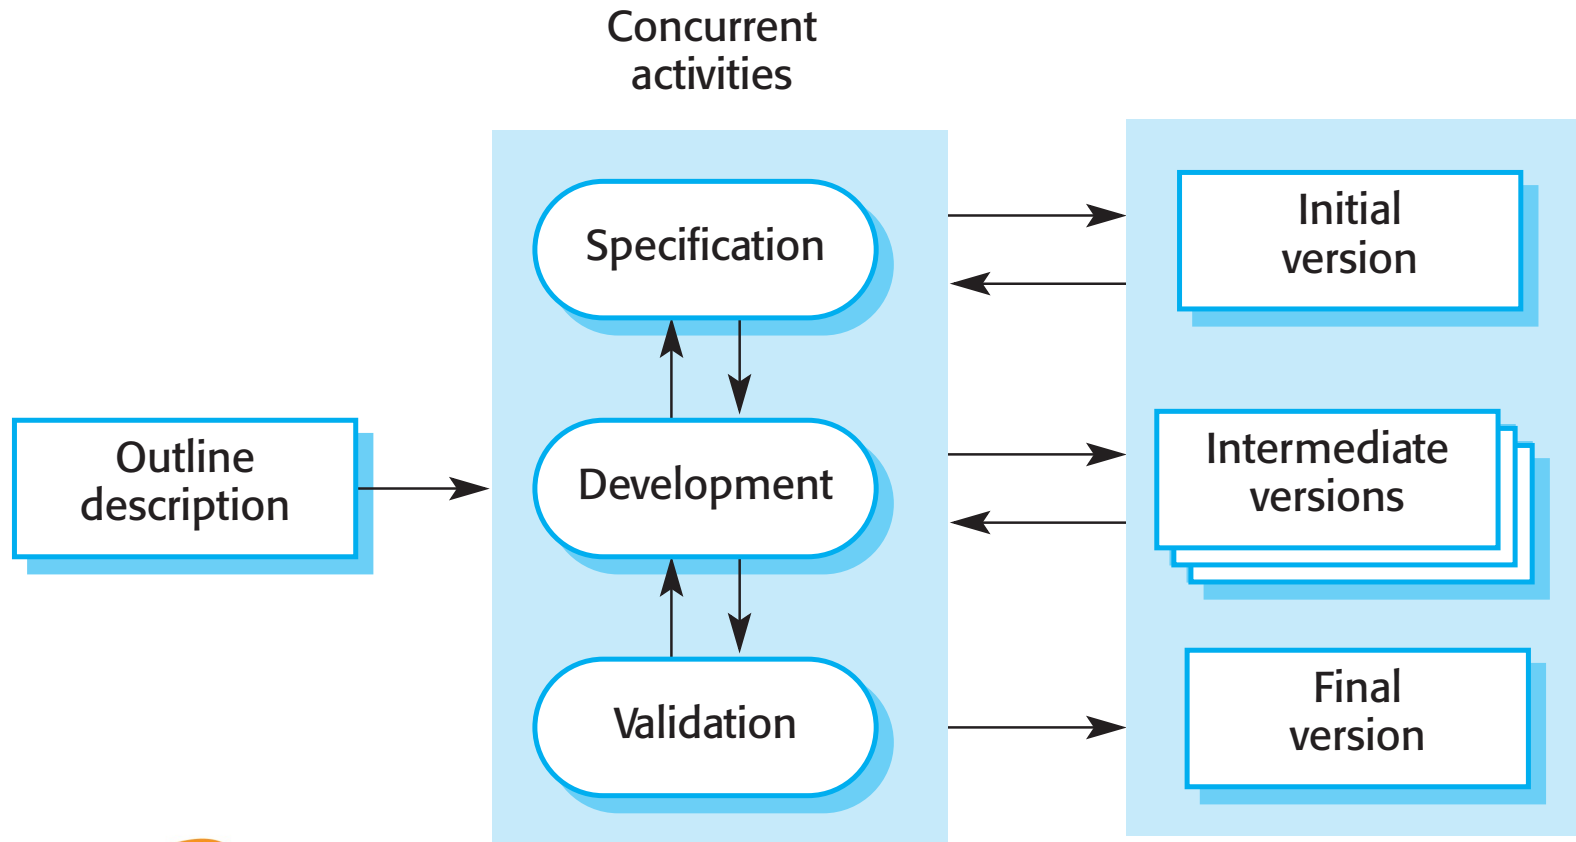 Concurrent
activities
Specification
Initial
version
Outline
description
Development
Intermediate
versions
Validation
Final
version